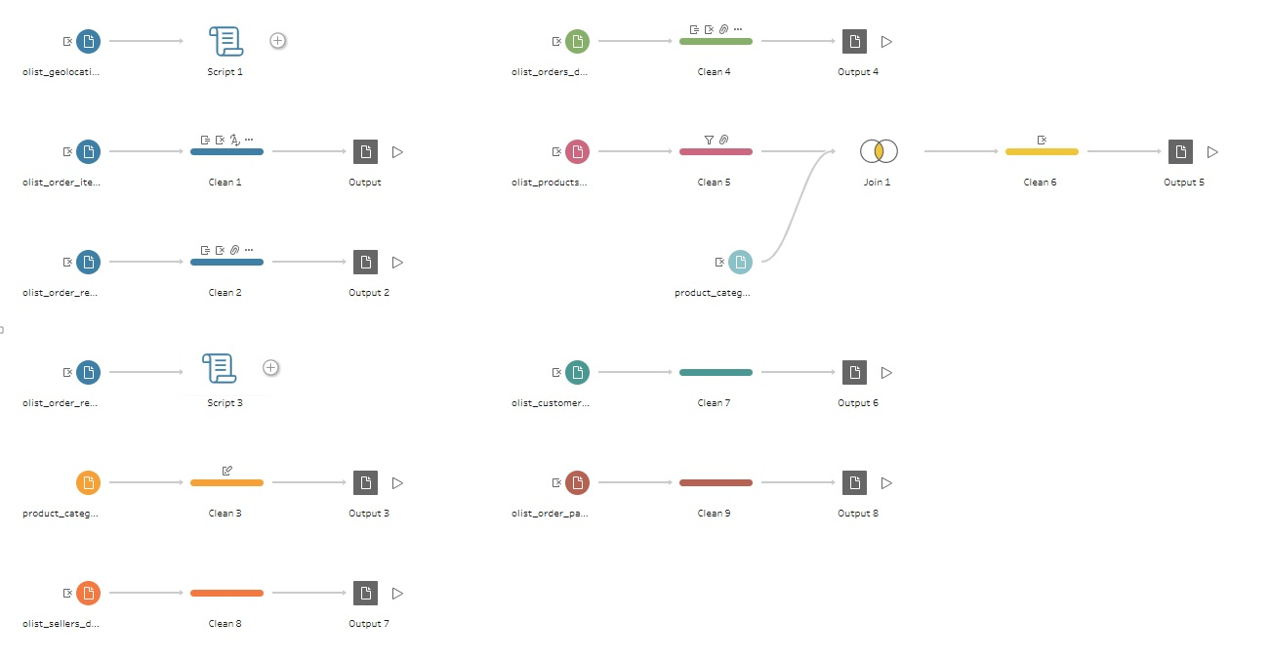 olist_geolocati...
Script 1
olist_orders_d...
Clean 4
Output 4
olist_order_ite...
Clean 1
Output
olist_products...
Clean 5
Join 1
Clean 6
Output 5
olist_order_re...
Clean 2
Output 2
product_categ...
olist_order_re...
Script 3
olist_customer...
Clean 7
Output 6
product_categ...
Clean 3
Output 3
olist_order_pa...
Clean 9
Output 8
olist_sellers_d...
Clean 8
Output 7